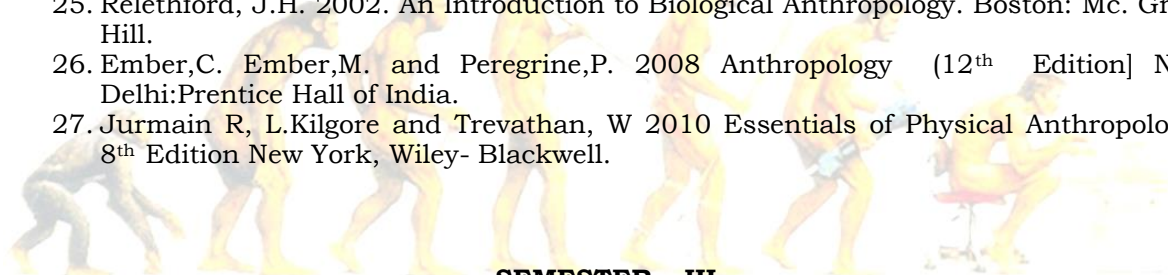 25. Relethford, J.H. 2002. An Introduction to Biological Anthropology. Boston: Mc. Gr
Hill.
26. Ember,C. Ember,M. and Peregrine,P. 2008 Anthropology (12th Edition] N
Delhi:Prentice Hall of India.
27. Jurmain R, L.Kilgore and Trevathan, W 2010 Essentials of Physical Anthropolo
8th Edition New York, Wiley- Blackwell.
SEMESTER – III